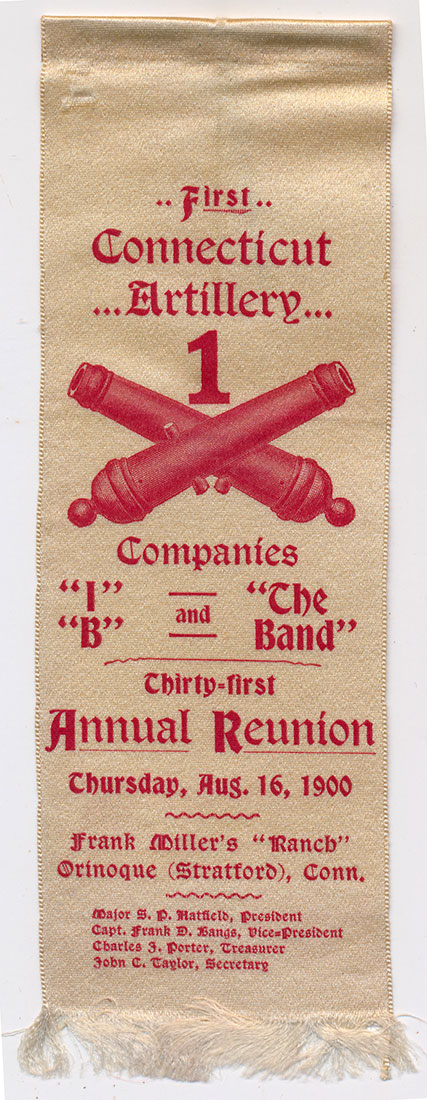 .. First ..
Connecticut
... Artillery ...
1
Companies
"I" "B" and "The Band"
Thirty-first
Annual Reunion
Thursday, Aug. 16, 1900
Frank Miller's "Ranch"
Orinoque (Stratford), Conn.
Major S. P. Hatfield, President
Capt. Frank D. Bangs, Vice-President
Charles J. Porter, Treasurer
John C. Taylor, Secretary